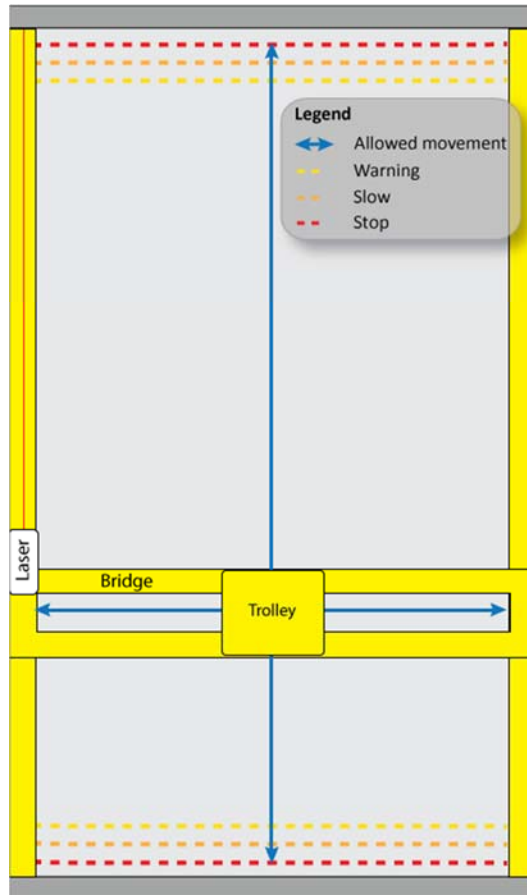 Legend
Allowed movement
Warning
Slow
Stop
Laser
Bridge
Trolley